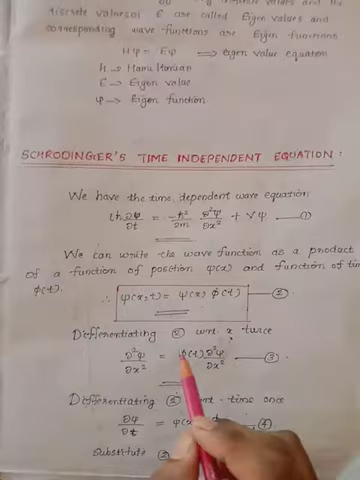 discrete values of E are called Eigen values and
corresponding wave functions are Eigen functions
Hψ = Eψ ⟹ eigen value equation
H → Hamiltonian
E → Eigen value
ψ → Eigen function
SCHRODINGER'S TIME INDEPENDENT EQUATION :
We have the time dependent wave equation
iħ ∂ψ/∂t = -ħ²/2m ∂²ψ/∂x² + Vψ —①
We can write the wave function as a product
of a function of position ψ(x) and function of time
ϕ(t).
∴ ψ(x,t) = ψ(x) ϕ(t) —②
Differentiating ② wrt x twice
∂²ψ/∂x² = ϕ(t) ∂²ψ/∂x² —③
Differentiating time once
∂ψ/∂t = ψ(x) —④
Substitute